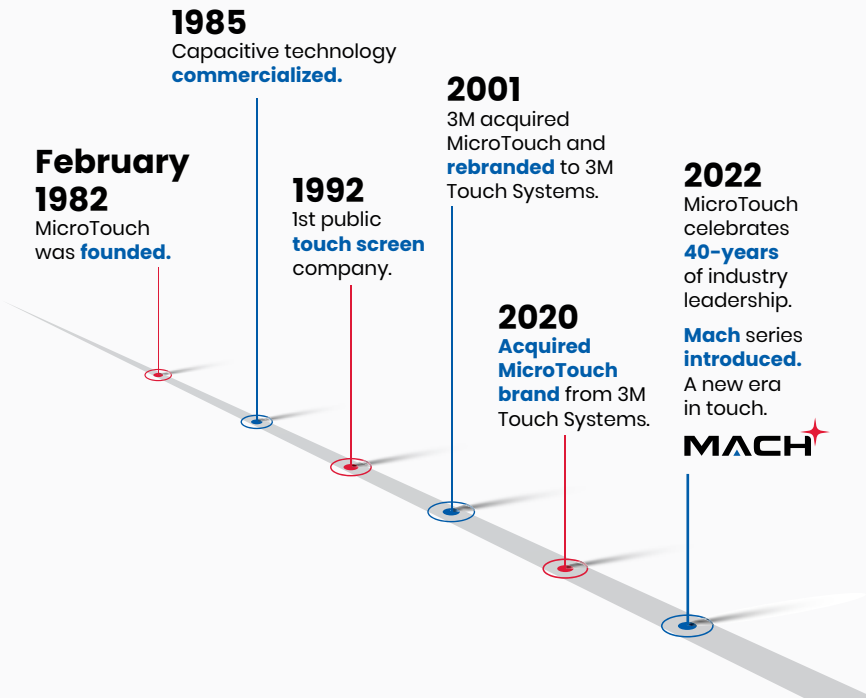 February
1982
MicroTouch
was founded.
1985
Capacitive technology
commercialized.
1992
1st public
touch screen
company.
2001
3M acquired
MicroTouch and
rebranded to 3M
Touch Systems.
2020
Acquired
MicroTouch
brand from 3M
Touch Systems.
2022
MicroTouch
celebrates
40-years
of industry
leadership.
Mach series
introduced.
A new era
in touch.
MACH